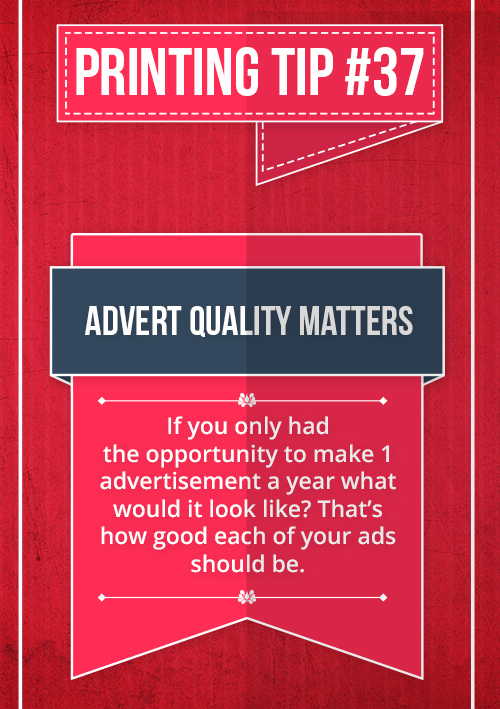 PRINTING TIP #37
ADVERT QUALITY MATTERS
If you only had
the opportunity to make 1
advertisement a year what
would it look like? That’s
how good each of your ads
should be.